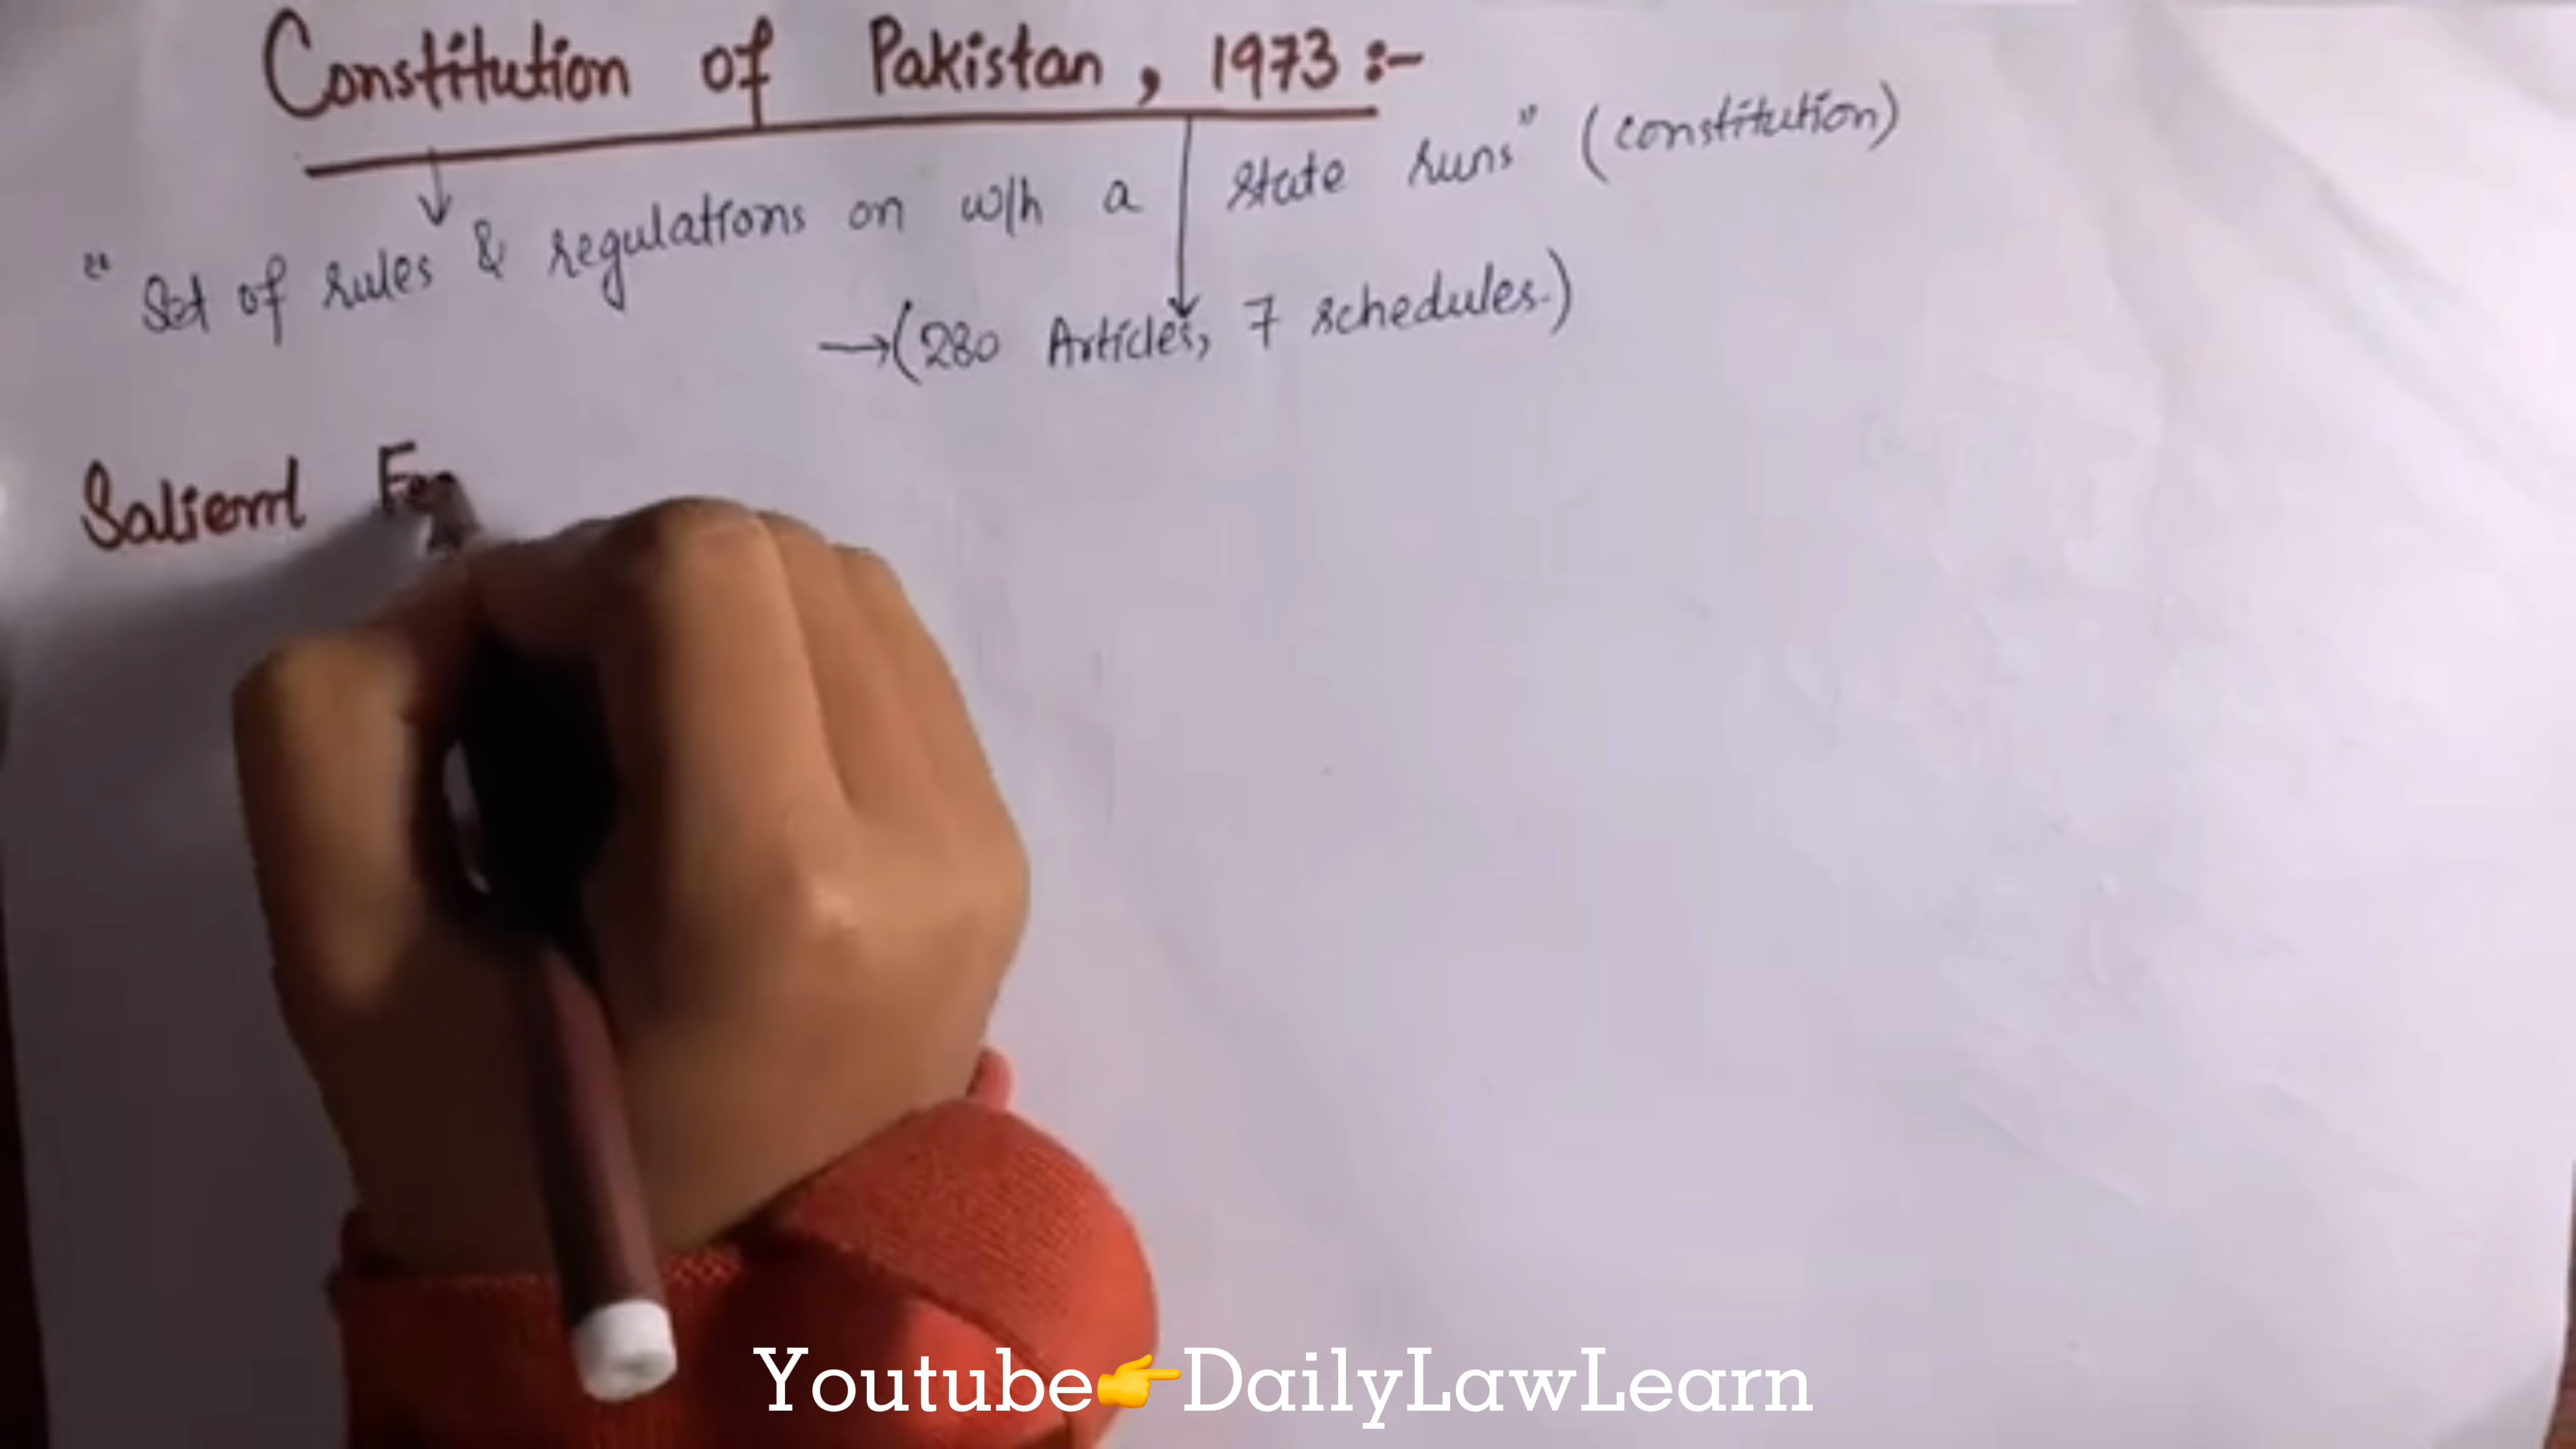 Constitution of Pakistan, 1973 :-
"Set of rules & regulations on w/h a state runs" (constitution)
→(280 Articles, 7 schedules.)
Salient Fea
Youtube👉DailyLawLearn